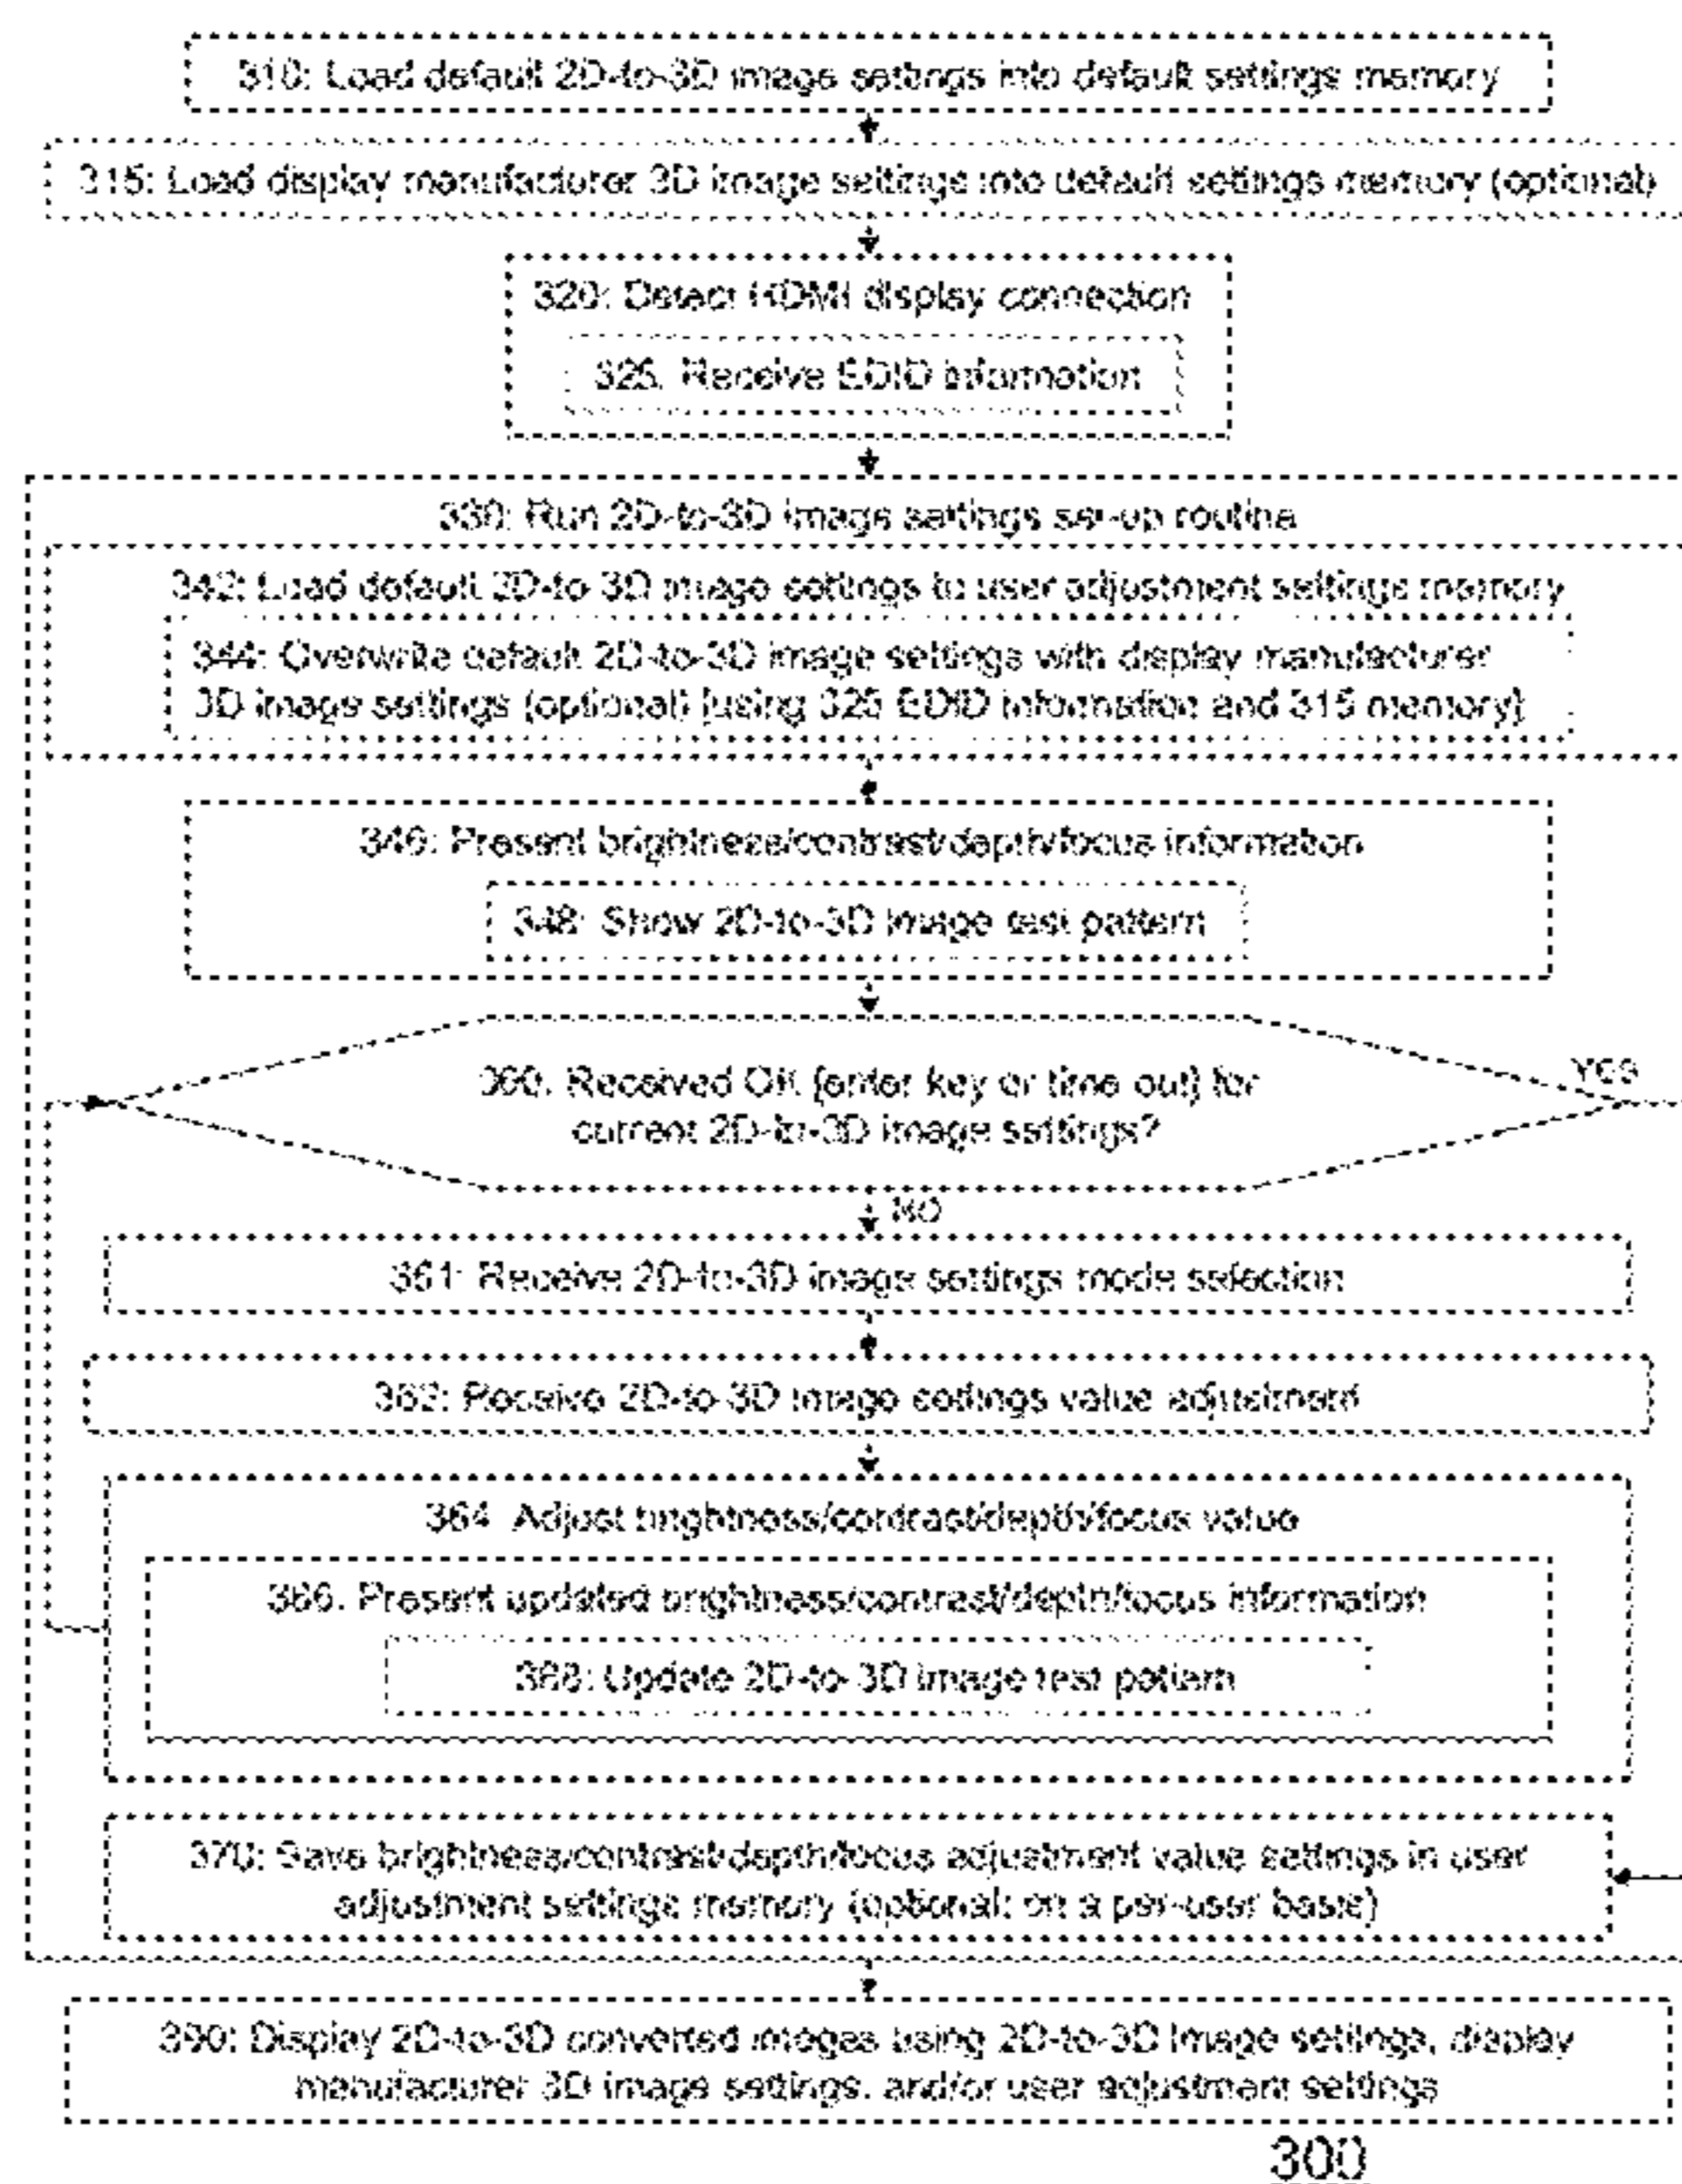 310: Load default 2D-to-3D image settings into default settings memory
315: Load display manufacturer 3D image settings into default settings memory (optional)
320: Detect HDMI display connection
325: Receive EDID information
330: Run 2D-to-3D image settings set-up routine
342: Load default 2D-to-3D image settings to user adjustment settings memory
344: Overwrite default 2D-to-3D image settings with display manufacturer
3D image settings (optional) [using 325 EDID information and 315 memory]
346: Present brightness/contrast/depth/focus information
348: Show 2D-to-3D image test pattern
360: Received OK (enter key or time out) for
current 2D-to-3D image settings?
YES
NO
361: Receive 2D-to-3D image settings mode selection
362: Receive 2D-to-3D image settings value adjustment
364: Adjust brightness/contrast/depth/focus value
366: Present updated brightness/contrast/depth/focus information
368: Update 2D-to-3D image test pattern
370: Save brightness/contrast/depth/focus adjustment value settings in user
adjustment settings memory (optional: on a per-user basis)
390: Display 2D-to-3D converted images using 2D-to-3D image settings, display
manufacturer 3D image settings, and/or user adjustment settings
300